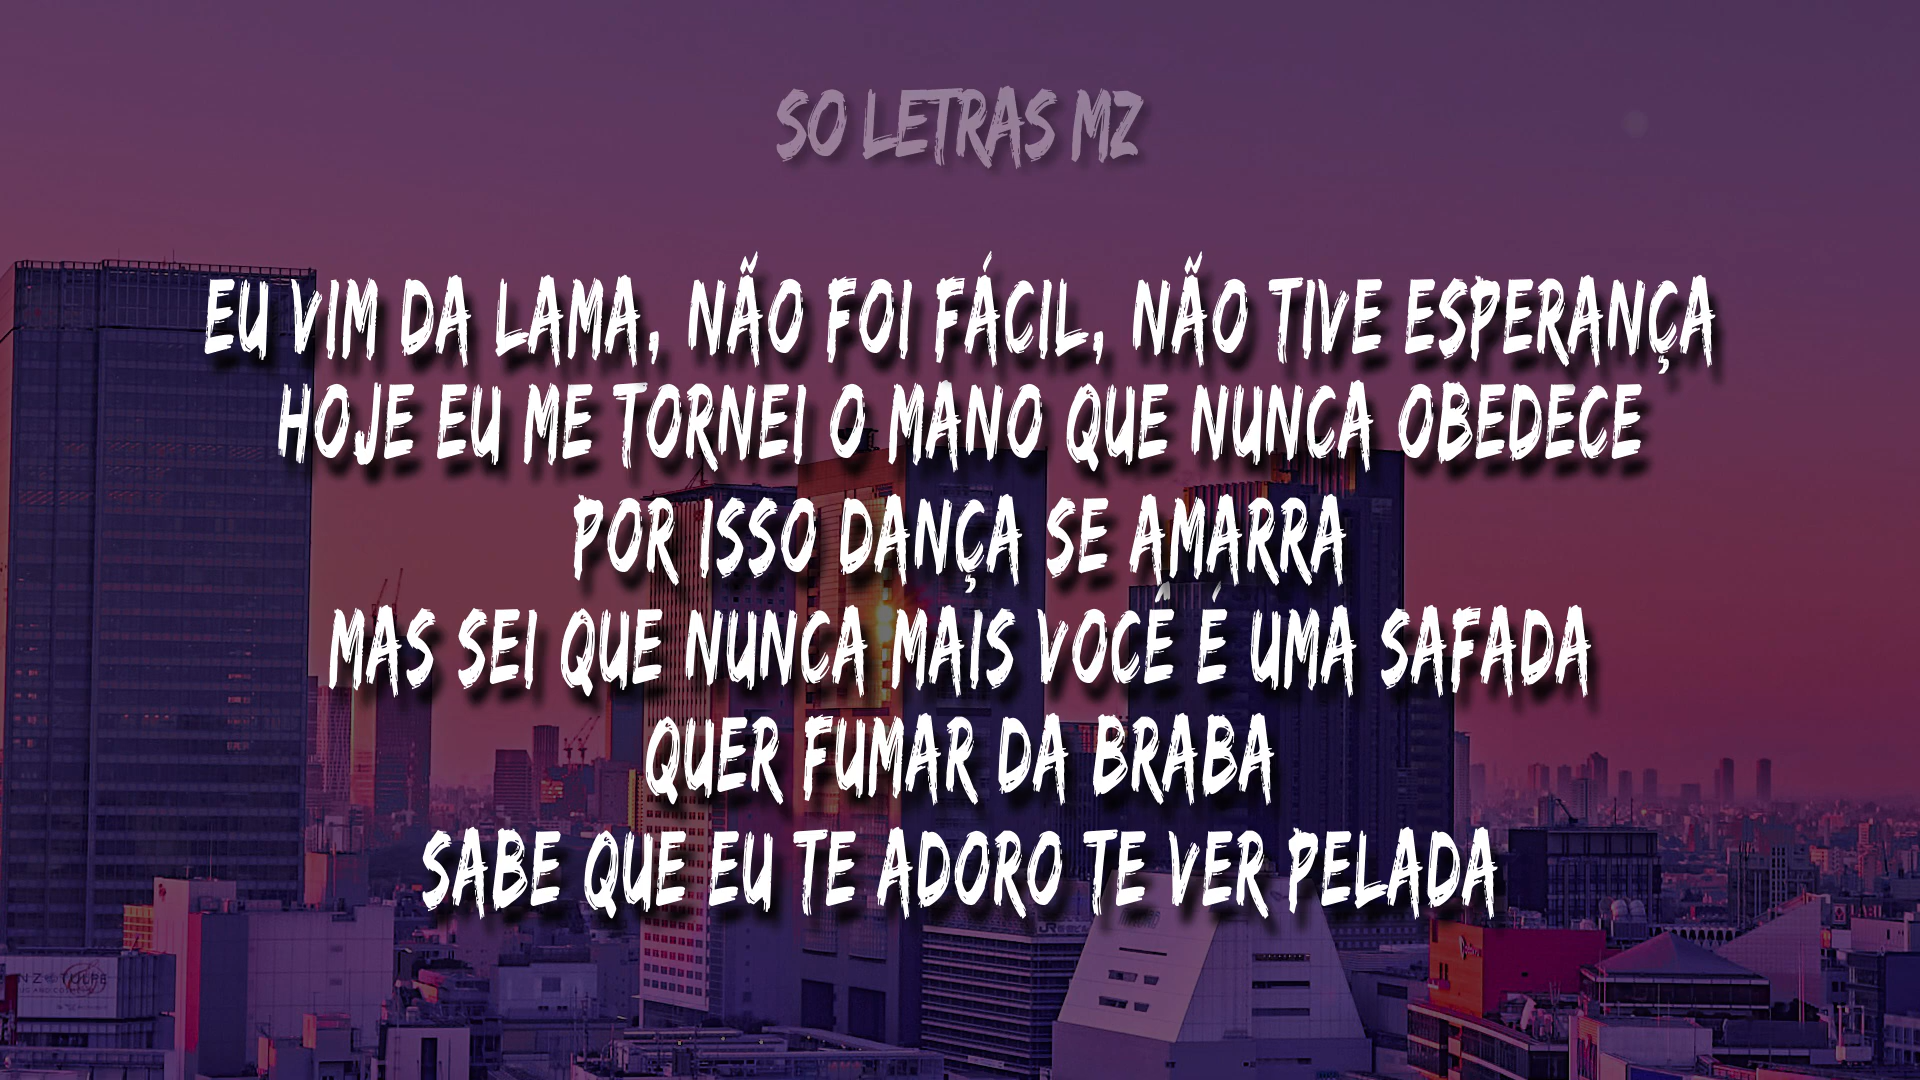 SO LETRAS MZ
EU VIM DA LAMA, NÃO FOI FÁCIL, NÃO TIVE ESPERANÇA
HOJE EU ME TORNEI O MANO QUE NUNCA OBEDECE
POR ISSO DANÇA SE AMARRA
MAS SEI QUE NUNCA MAIS VOCÊ É UMA SAFADA
QUER FUMAR DA BRABA
SABE QUE EU TE ADORO TE VER PELADA